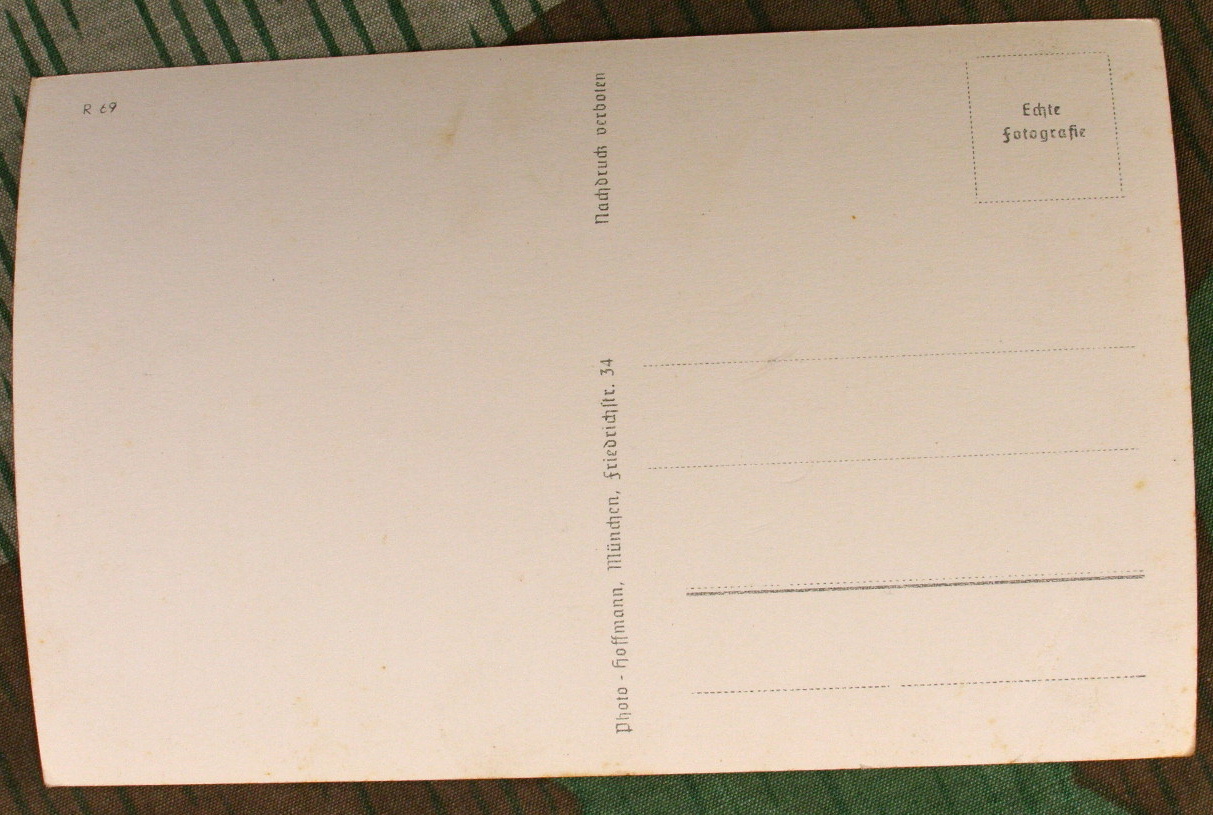 R 69
Nachdruck verboten
Photo - Hoffmann, München, Friedrichstr. 34
Echte
Fotografie